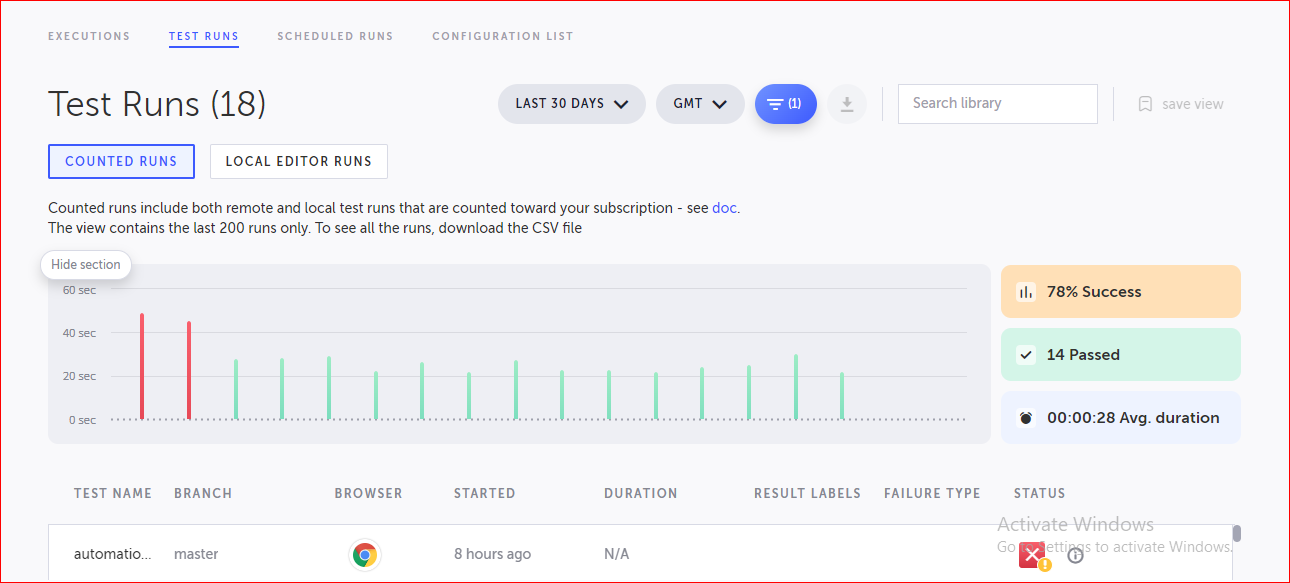 EXECUTIONS TEST RUNS SCHEDULED RUNS CONFIGURATION LIST
Test Runs (18) LAST 30 DAYS GMT (1) Search library save view
COUNTED RUNS LOCAL EDITOR RUNS
Counted runs include both remote and local test runs that are counted toward your subscription - see doc.
The view contains the last 200 runs only. To see all the runs, download the CSV file
Hide section
60 sec
40 sec
20 sec
0 sec
78% Success
14 Passed
00:00:28 Avg. duration
TEST NAME BRANCH BROWSER STARTED DURATION RESULT LABELS FAILURE TYPE STATUS
automatio... master 8 hours ago N/A
Activate Windows
Go to Settings to activate Windows.